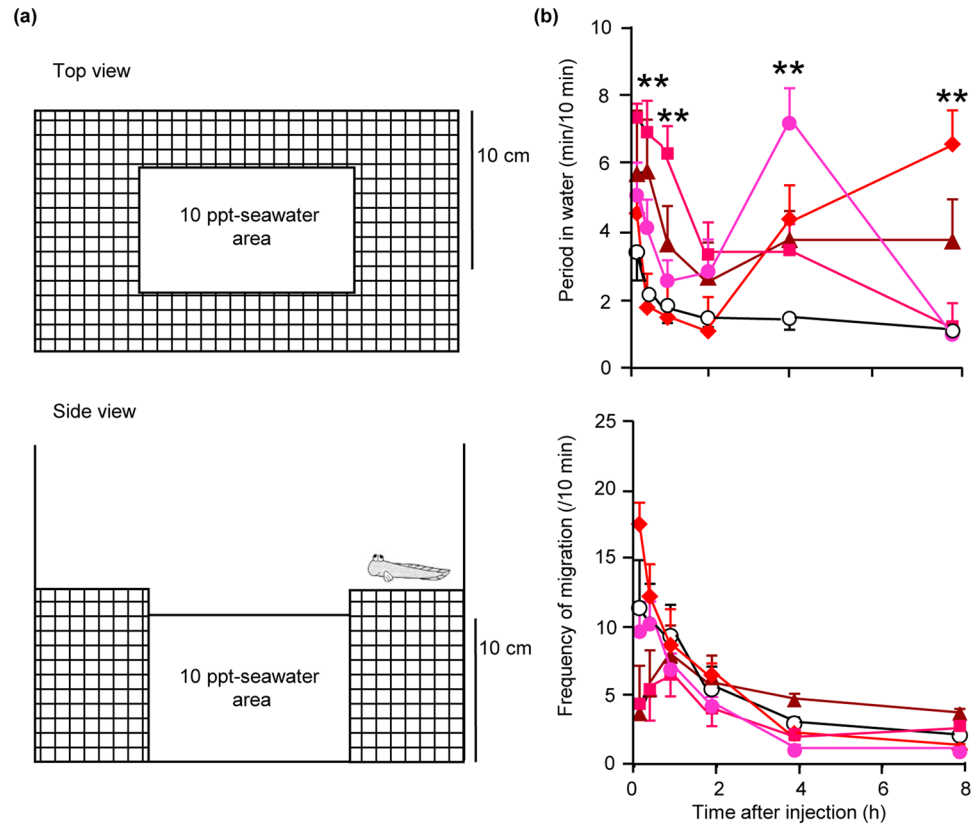 (a)
Top view
10 ppt-seawater
area
10 cm
Side view
10 ppt-seawater
area
10 cm
(b)
Period in water (min/10 min)
10
8
6
4
2
0
**
**
**
**
Frequency of migration (/10 min)
25
20
15
10
5
0
0
2
4
6
8
Time after injection (h)